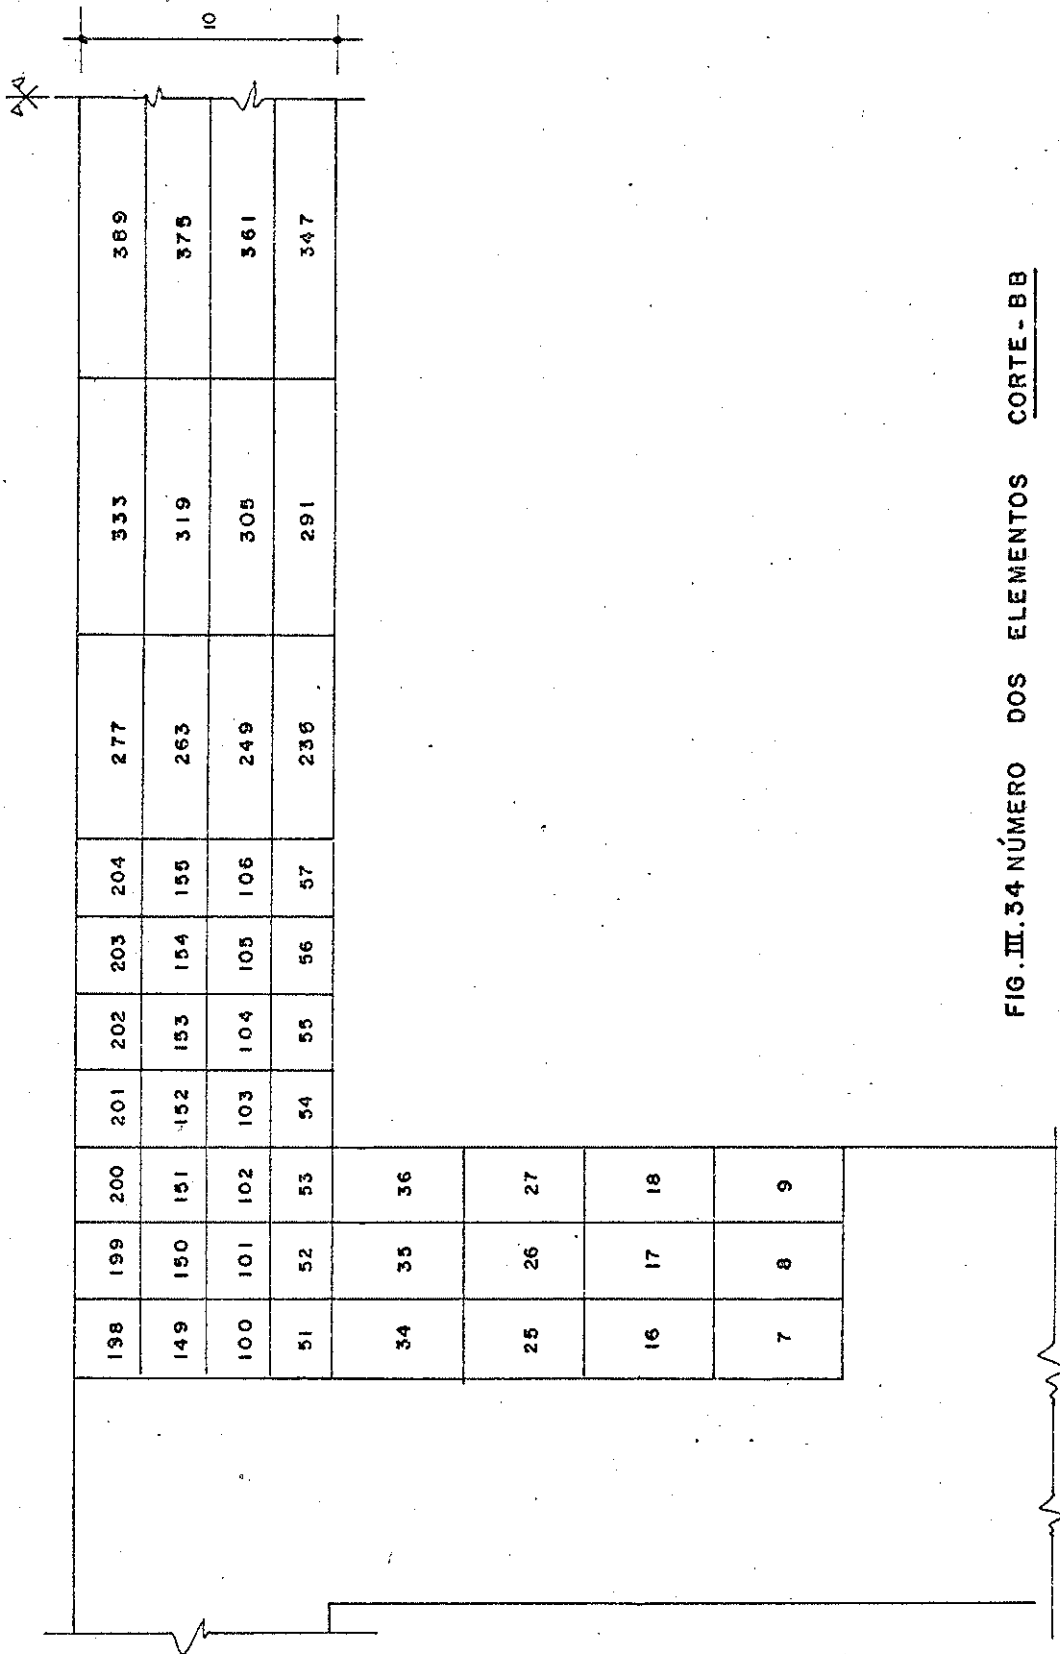 198 199 200 201 202 203 204 277 333 389
149 150 151 152 153 154 155 263 319 375
10
100 101 102 103 104 105 106 249 305 361
51 52 53 54 55 56 57 235 291 347
34 35 36
25 26 27
16 17 18
7 8 9
FIG.III.34 NÚMERO DOS ELEMENTOS CORTE-BB